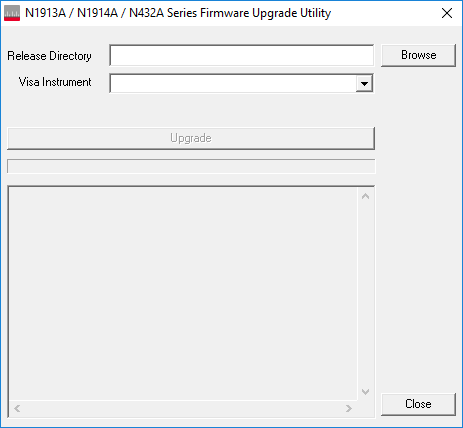 N1913A / N1914A / N432A Series Firmware Upgrade Utility
Release Directory
Browse
Visa Instrument
Upgrade
Close